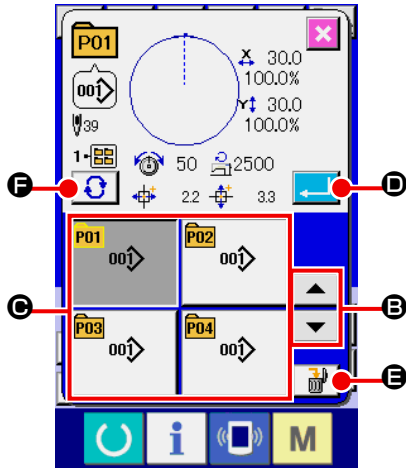 P01
X 30.0
100.0%
001
Y 30.0
100.0%
39
1
50 2500
F
D
2.2 3.3
P01 P02
001 001
C
B
P03 P04
001 001
E
i M